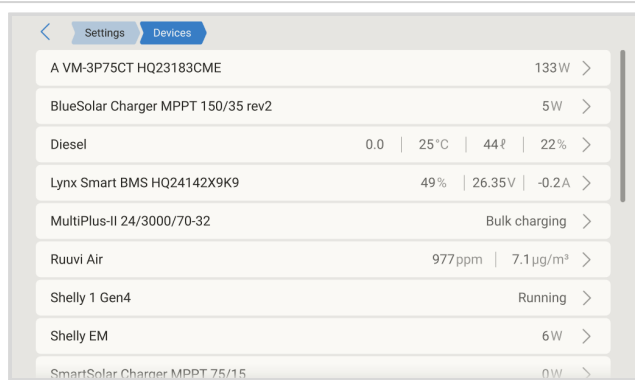 Settings Devices
A VM-3P75CT HQ23183CME 133W
BlueSolar Charger MPPT 150/35 rev2 5W
Diesel 0.0 25°C 44ℓ 22%
Lynx Smart BMS HQ24142X9K9 49% 26.35V -0.2A
MultiPlus-II 24/3000/70-32 Bulk charging
Ruuvi Air 977ppm 7.1µg/m³
Shelly 1 Gen4 Running
Shelly EM 6W
SmartSolar Charger MPPT 75/15 0W